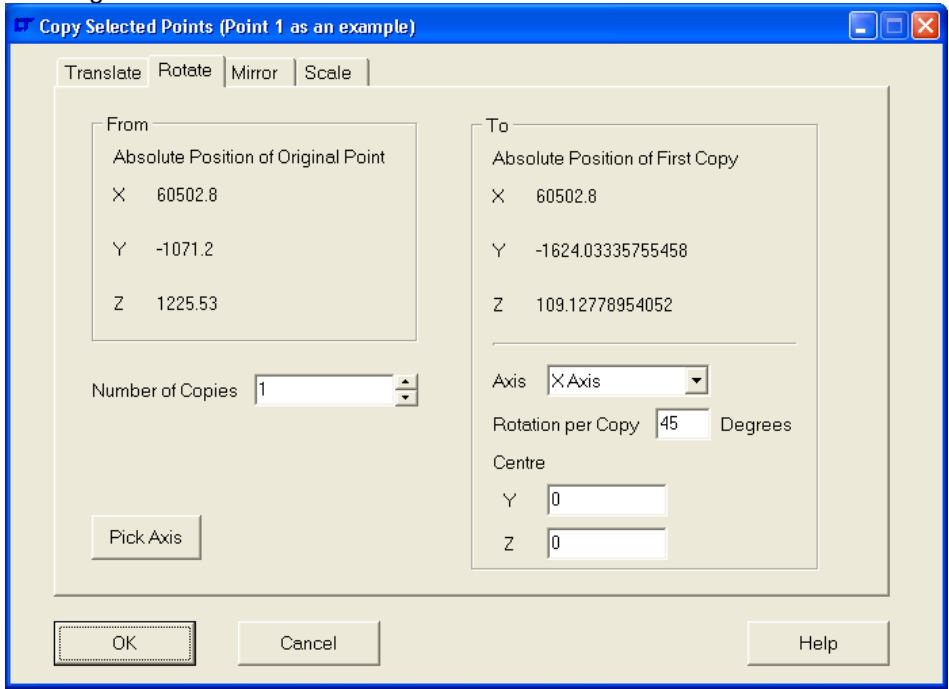 Copy Selected Points (Point 1 as an example)
Translate Rotate Mirror Scale
From
Absolute Position of Original Point
X 60502.8
Y -1071.2
Z 1225.53
Number of Copies 1
Pick Axis
To
Absolute Position of First Copy
X 60502.8
Y -1624.03335755458
Z 109.12778954052
Axis X Axis
Rotation per Copy 45 Degrees
Centre
Y 0
Z 0
OK Cancel Help